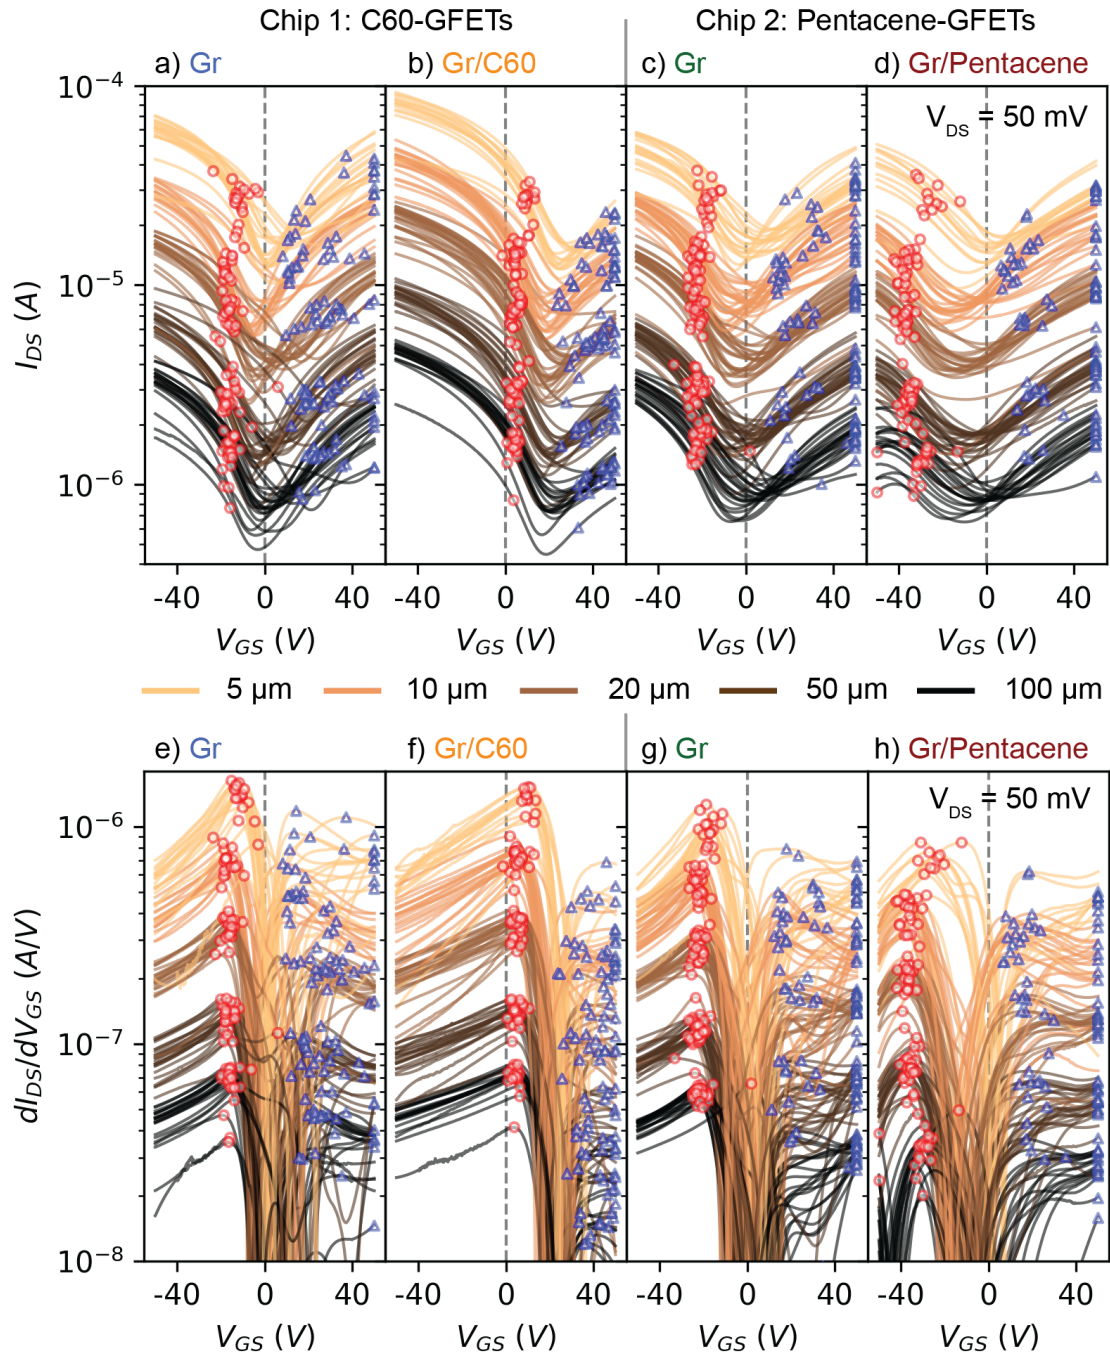 Chip 1: C60-GFETs Chip 2: Pentacene-GFETs
a) Gr b) Gr/C60 c) Gr d) Gr/Pentacene
V_DS = 50 mV
10⁻⁴
10⁻⁵
10⁻⁶
I_DS (A)
-40 0 40 -40 0 40 -40 0 40 -40 0 40
V_GS (V) V_GS (V) V_GS (V) V_GS (V)
5 μm 10 μm 20 μm 50 μm 100 μm
e) Gr f) Gr/C60 g) Gr h) Gr/Pentacene
V_DS = 50 mV
10⁻⁶
10⁻⁷
10⁻⁸
dI_DS/dV_GS (A/V)
-40 0 40 -40 0 40 -40 0 40 -40 0 40
V_GS (V) V_GS (V) V_GS (V) V_GS (V)